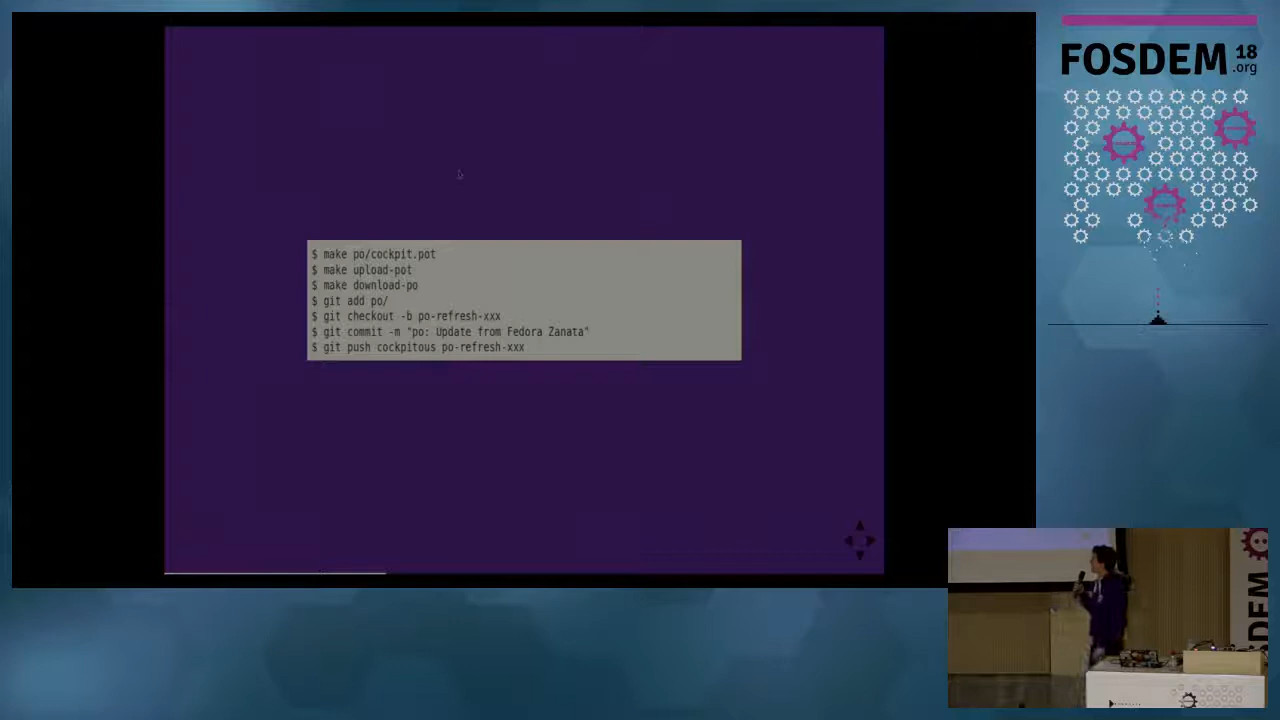 $ make po/cockpit.pot
$ make upload-pot
$ make download-po
$ git add po/
$ git checkout -b po-refresh-xxx
$ git commit -m "po: Update from Fedora Zanata"
$ git push cockpitous po-refresh-xxx
FOSDEM 18
.org
FOSDEM